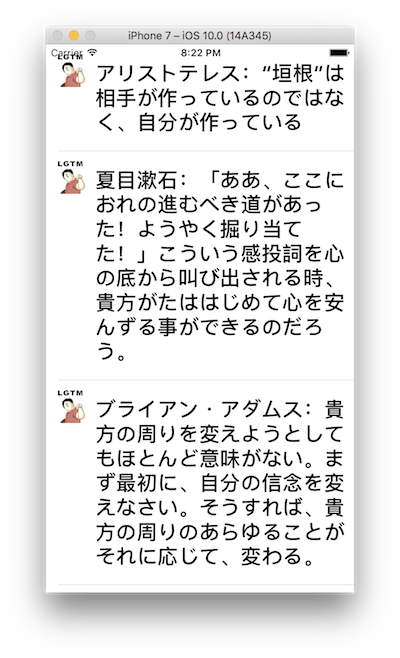 iPhone 7 – iOS 10.0 (14A345)
Carrier
8:22 PM
LGTM
アリストテレス：“垣根”は
相手が作っているのではな
く、自分が作っている
LGTM
夏目漱石：「ああ、ここに
おれの進むべき道があっ
た！ようやく掘り当て
た！」こういう感投詞を心
の底から叫び出される時、
貴方がたははじめて心を安
んずる事ができるのだろ
う。
LGTM
ブライアン・アダムス：貴
方の周りを変えようとして
もほとんど意味がない。ま
ず最初に、自分の信念を変
えなさい。そうすれば、貴
方の周りのあらゆることが
それに応じて、変わる。